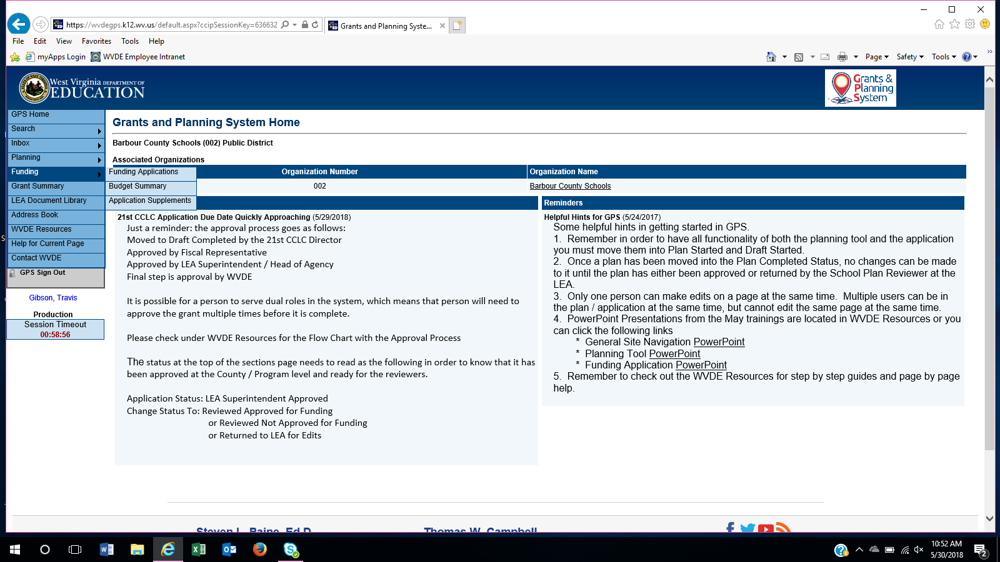 https://wvdegps.k12.wv.us/default.aspx?ccipSessionKey=636632
Grants and Planning Syste...
File Edit View Favorites Tools Help
myApps Login WVDE Employee Intranet
Page Safety Tools
West Virginia DEPARTMENT OF
EDUCATION
Grants &
Planning
System
GPS Home
Search
Inbox
Planning
Funding
Grant Summary
LEA Document Library
Address Book
WVDE Resources
Help for Current Page
Contact WVDE
GPS Sign Out
Gibson, Travis
Production
Session Timeout
00:58:56
Funding Applications
Budget Summary
Application Supplements
Grants and Planning System Home
Barbour County Schools (002) Public District
Associated Organizations
Organization Number Organization Name
002 Barbour County Schools
21st CCLC Application Due Date Quickly Approaching (5/29/2018)
Just a reminder: the approval process goes as follows:
Moved to Draft Completed by the 21st CCLC Director
Approved by Fiscal Representative
Approved by LEA Superintendent / Head of Agency
Final step is approval by WVDE
It is possible for a person to serve dual roles in the system, which means that person will need to
approve the grant multiple times before it is complete.
Please check under WVDE Resources for the Flow Chart with the Approval Process
The status at the top of the sections page needs to read as the following in order to know that it has
been approved at the County / Program level and ready for the reviewers.
Application Status: LEA Superintendent Approved
Change Status To: Reviewed Approved for Funding
or Reviewed Not Approved for Funding
or Returned to LEA for Edits
Reminders
Helpful Hints for GPS (5/24/2017)
Some helpful hints in getting started in GPS.
1. Remember in order to have all functionality of both the planning tool and the application
you must move them into Plan Started and Draft Started.
2. Once a plan has been moved into the Plan Completed Status, no changes can be made
to it until the plan has either been approved or returned by the School Plan Reviewer at the
LEA.
3. Only one person can make edits on a page at the same time. Multiple users can be in
the plan / application at the same time, but cannot edit the same page at the same time.
4. PowerPoint Presentations from the May trainings are located in WVDE Resources or you
can click the following links
* General Site Navigation PowerPoint
* Planning Tool PowerPoint
* Funding Application PowerPoint
5. Remember to check out the WVDE Resources for step by step guides and page by page
help.
Steven L. Paine, Ed.D. Thomas W. Campbell
10:52 AM
5/30/2018
2